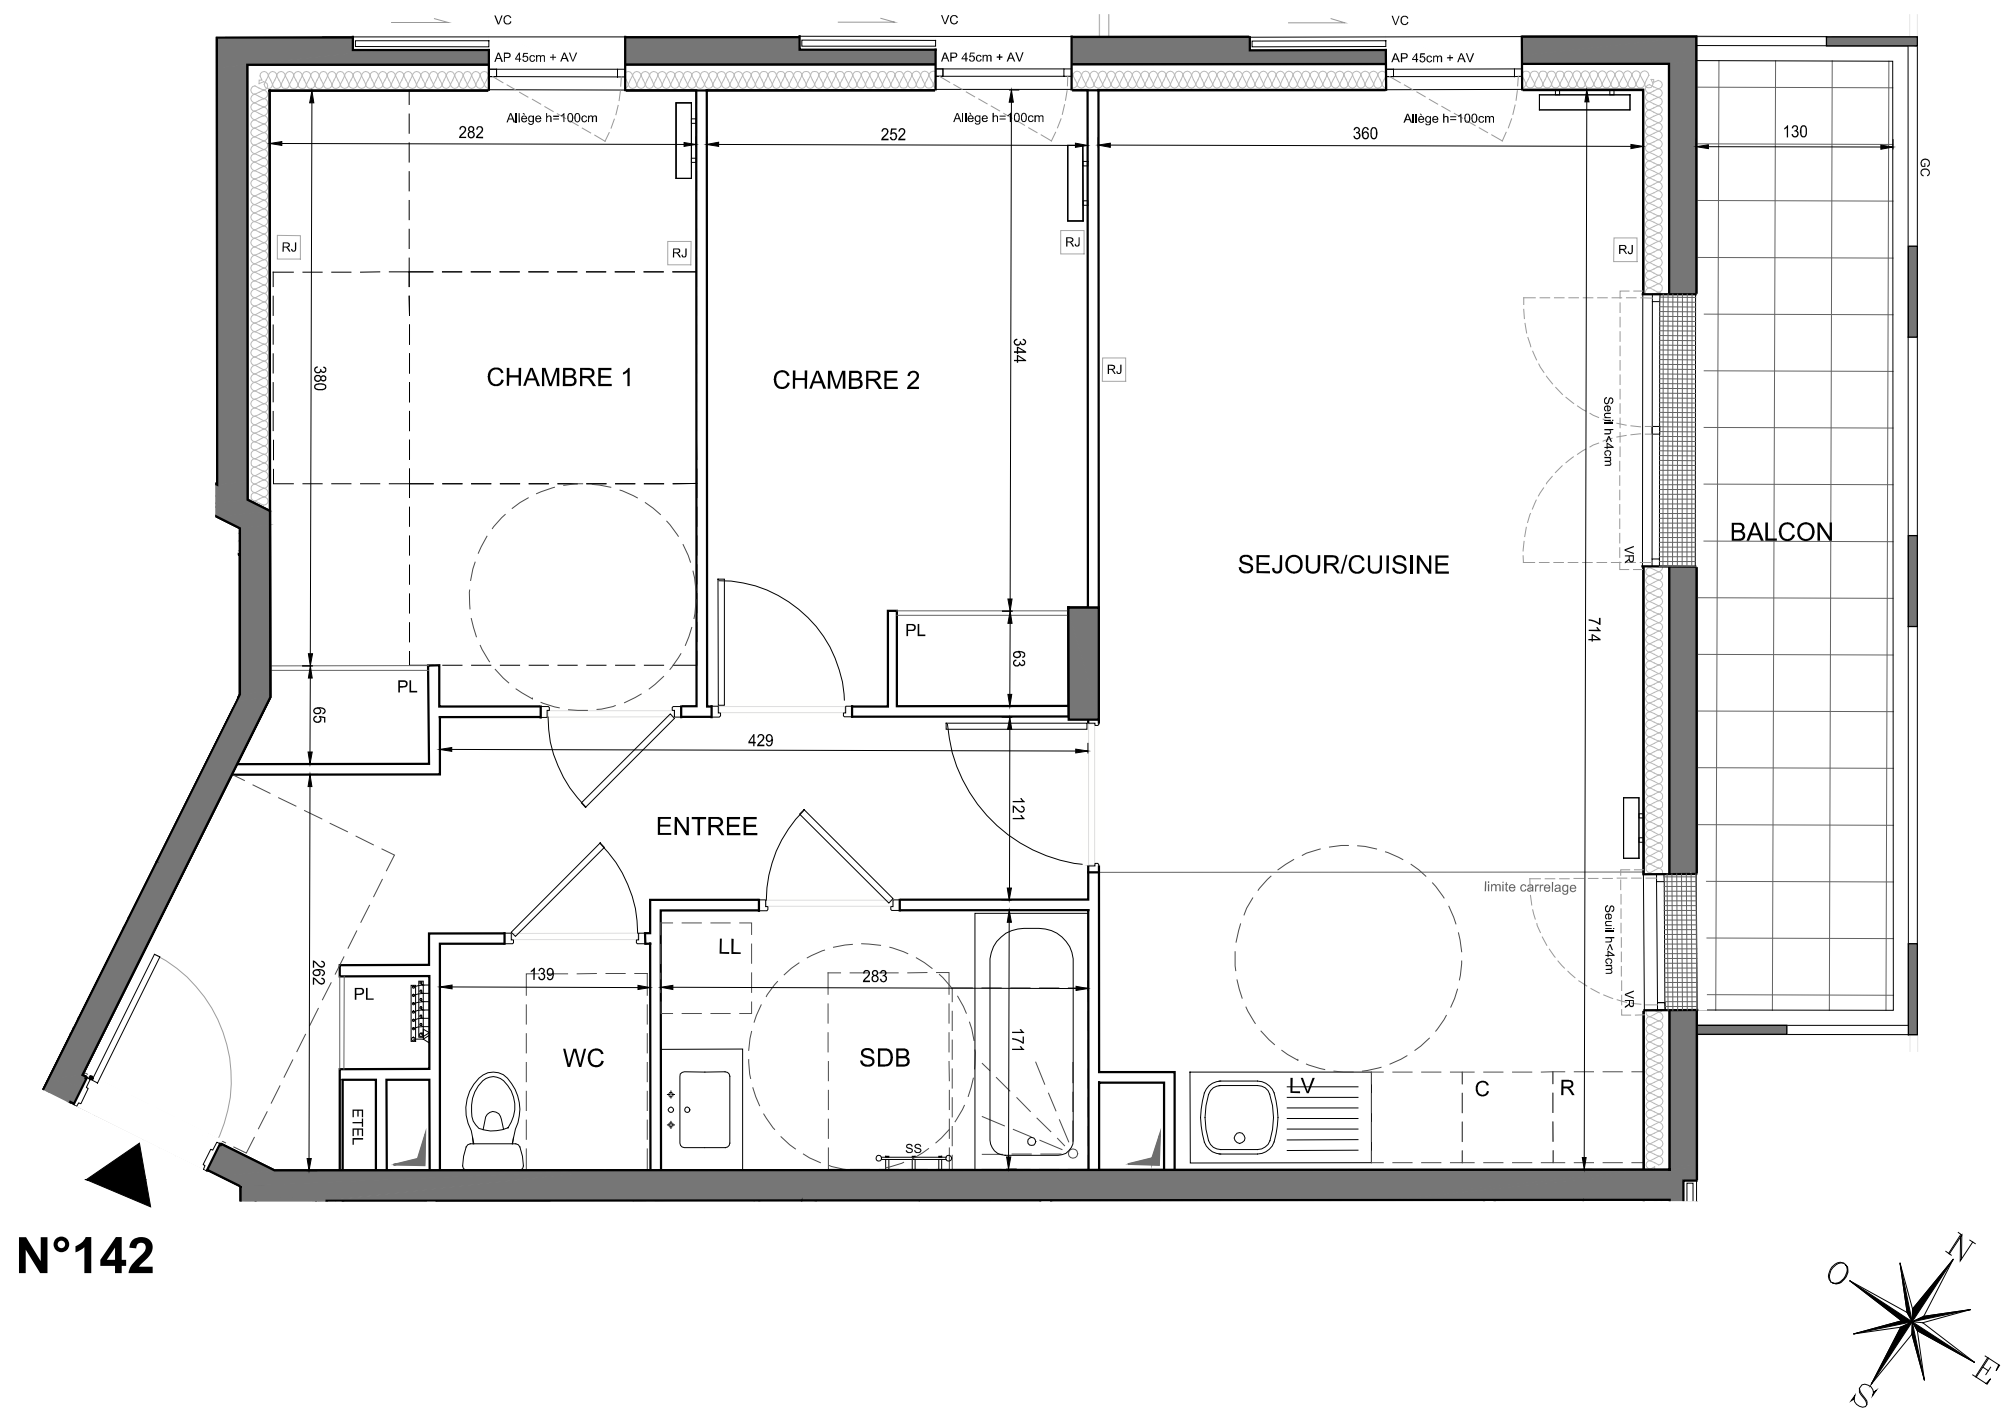 VC
VC
VC
AP 45cm + AV
AP 45cm + AV
AP 45cm + AV
Allège h=100cm
Allège h=100cm
Allège h=100cm
282
252
360
130
GC
RJ
RJ
RJ
RJ
344
RJ
380
CHAMBRE 1
CHAMBRE 2
Seuil h<4cm
BALCON
VR
SEJOUR/CUISINE
PL
714
63
PL
65
429
121
ENTREE
limite carrelage
Seuil h<4cm
LL
262
139
283
PL
VR
171
WC
SDB
LV
C
R
ETEL
SS
N°142
N
O
E
S